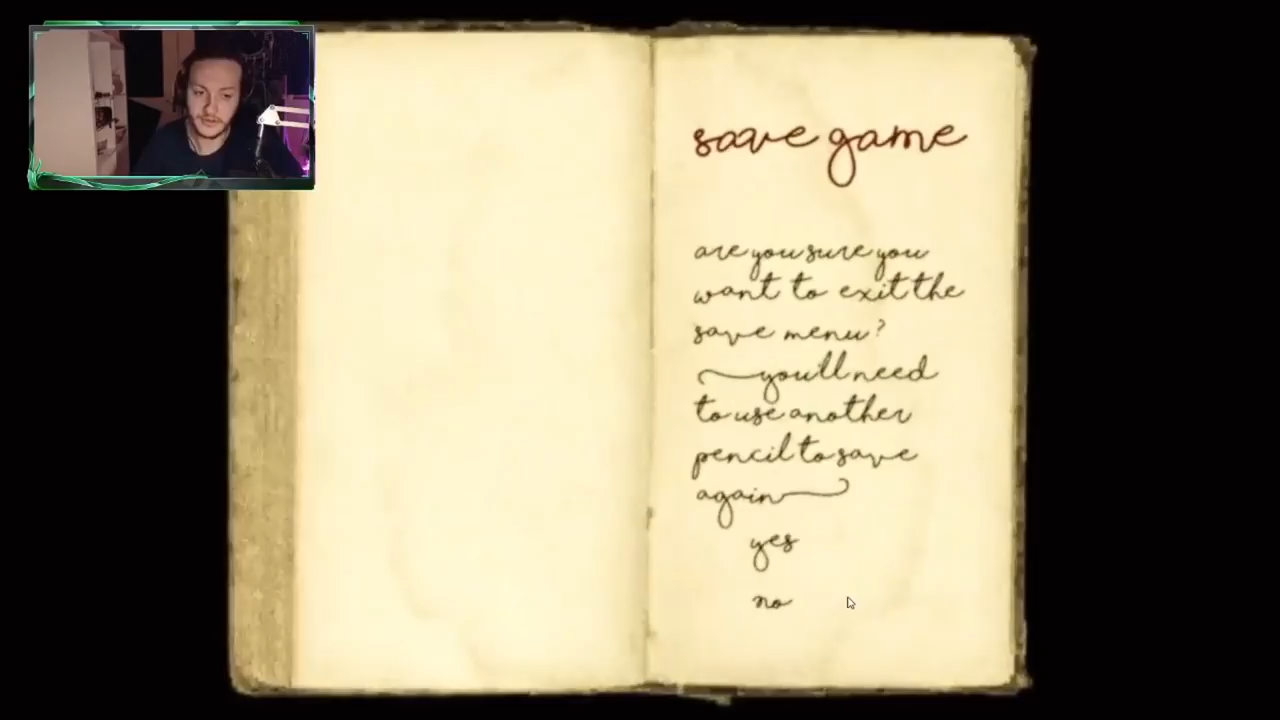 save game
are you sure you
want to exit the
save menu?
you'll need
to use another
pencil to save
again
yes
no